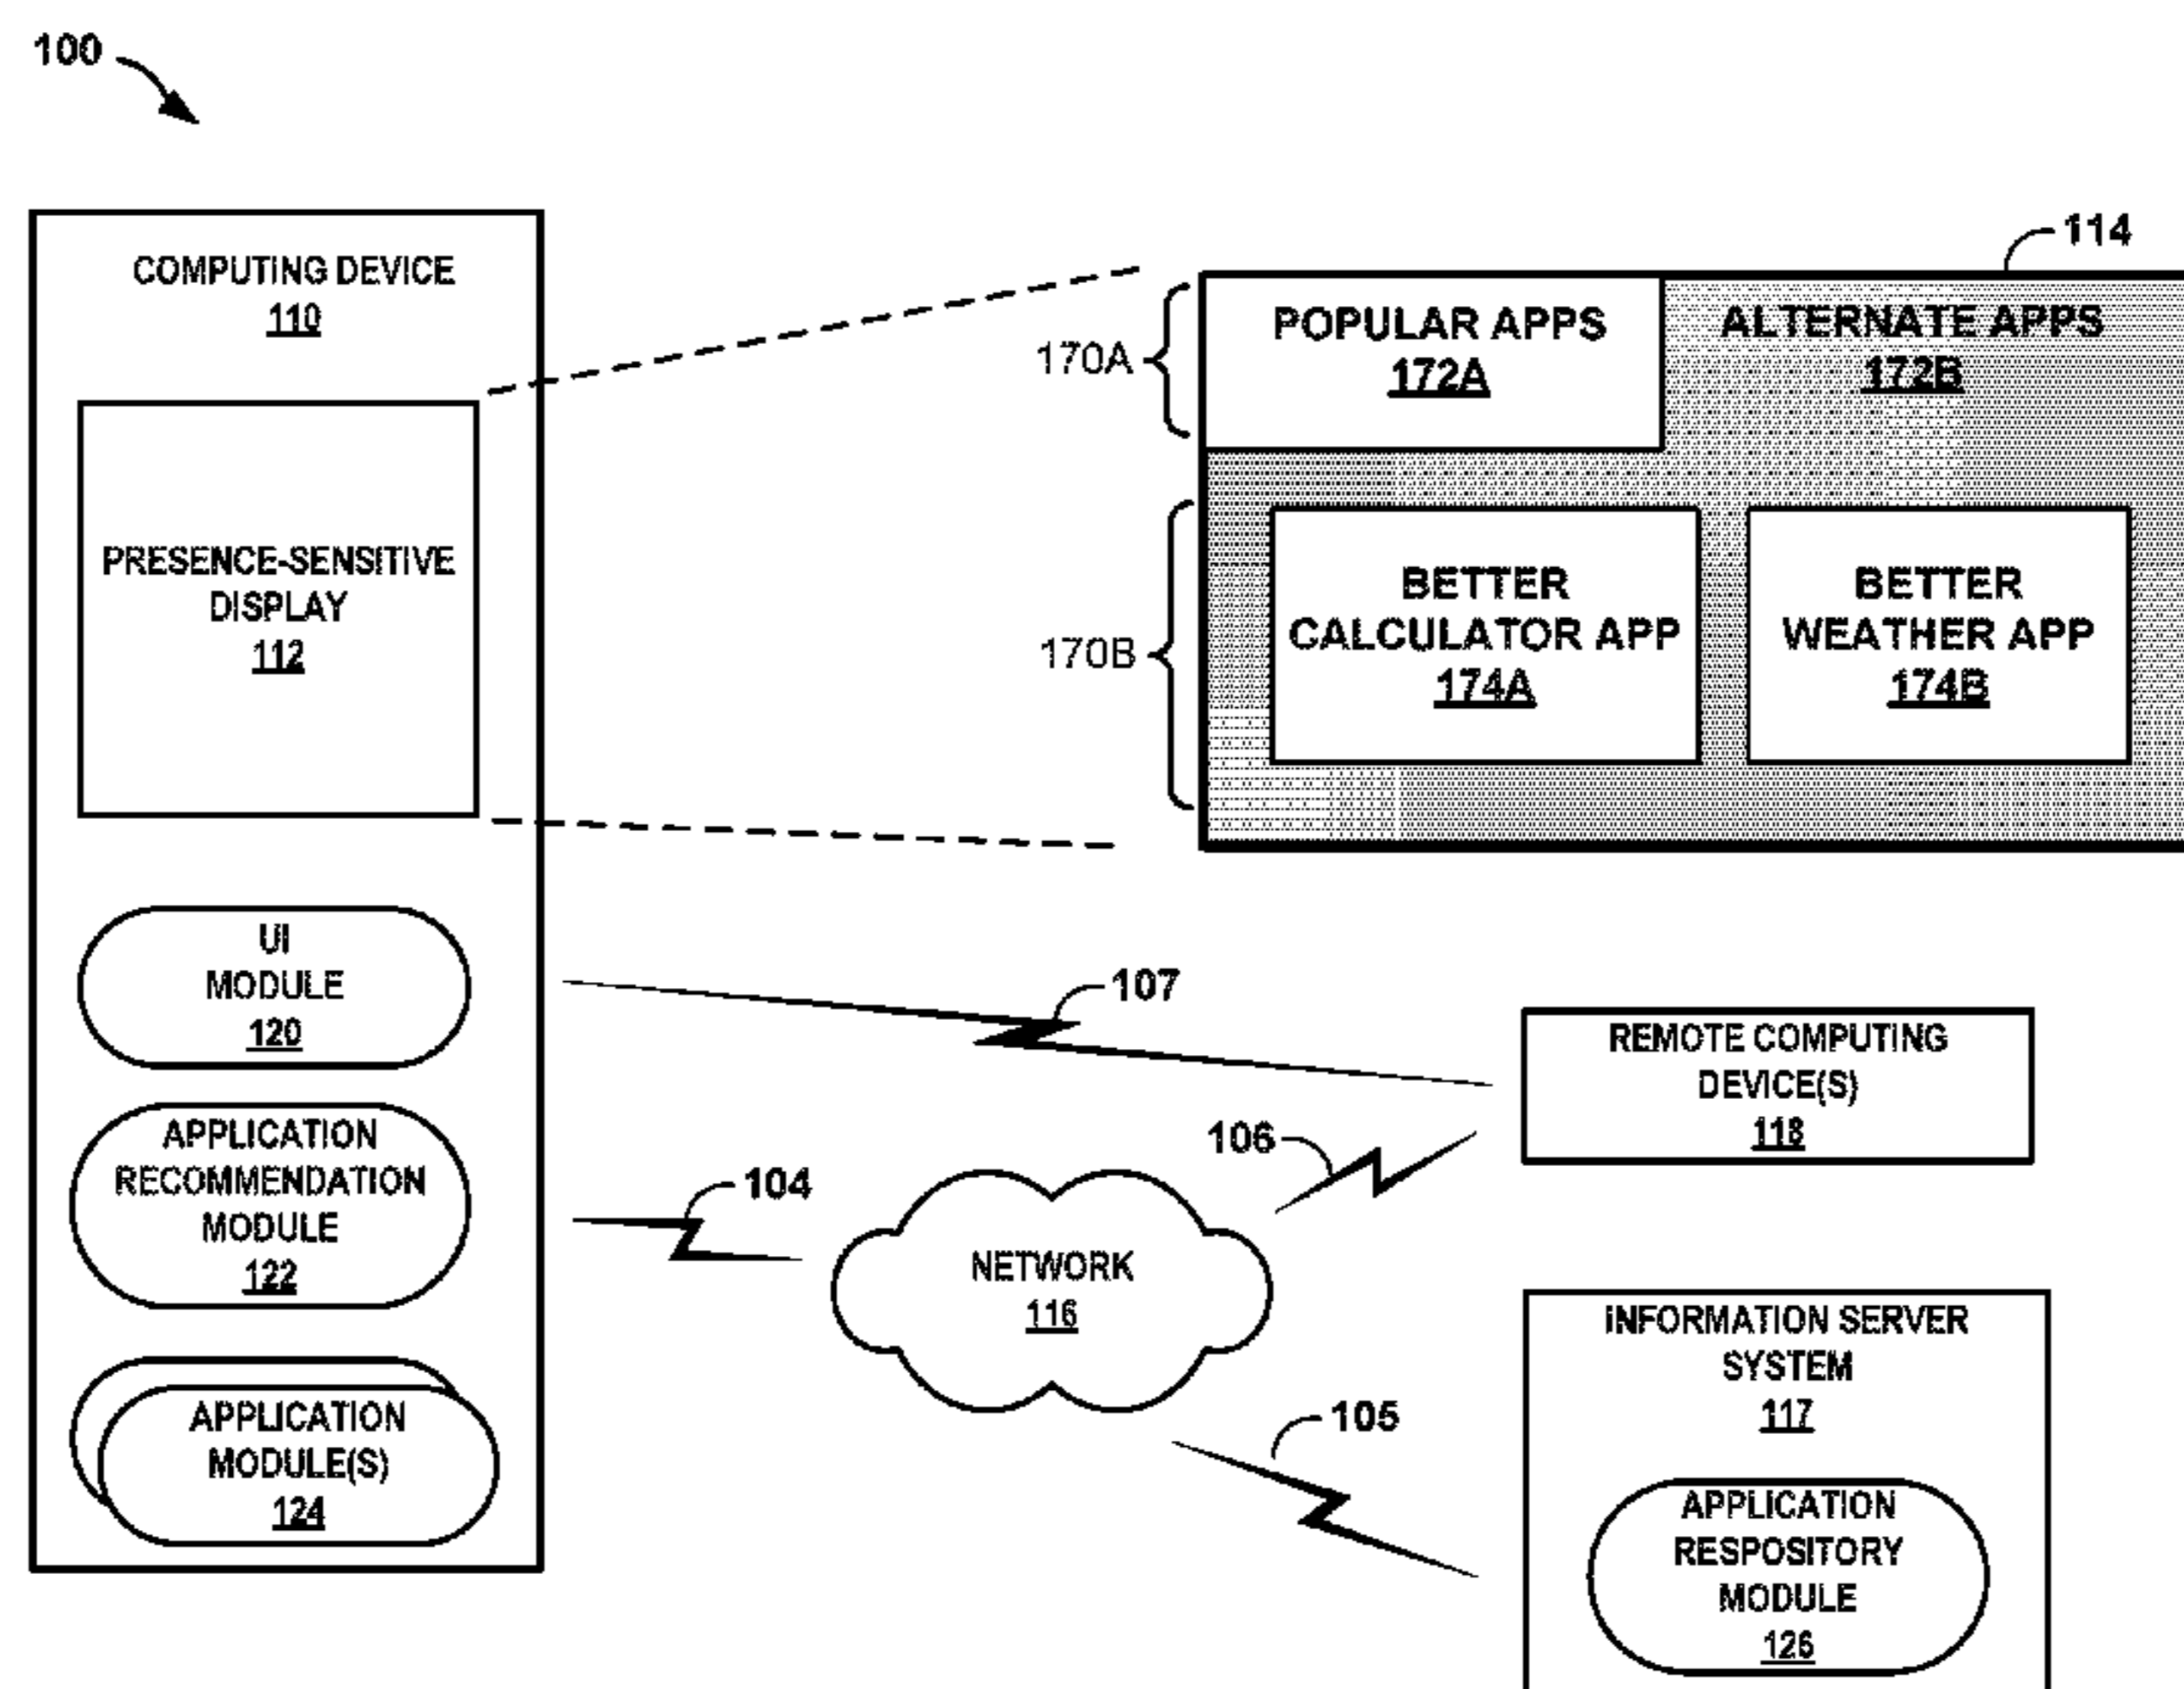 100
COMPUTING DEVICE
110
PRESENCE-SENSITIVE
DISPLAY
112
UI
MODULE
120
APPLICATION
RECOMMENDATION
MODULE
122
APPLICATION
MODULE(S)
124
114
170A
POPULAR APPS
172A
ALTERNATE APPS
172B
170B
BETTER
CALCULATOR APP
174A
BETTER
WEATHER APP
174B
107
REMOTE COMPUTING
DEVICE(S)
118
106
104
NETWORK
116
105
INFORMATION SERVER
SYSTEM
117
APPLICATION
RESPOSITORY
MODULE
126